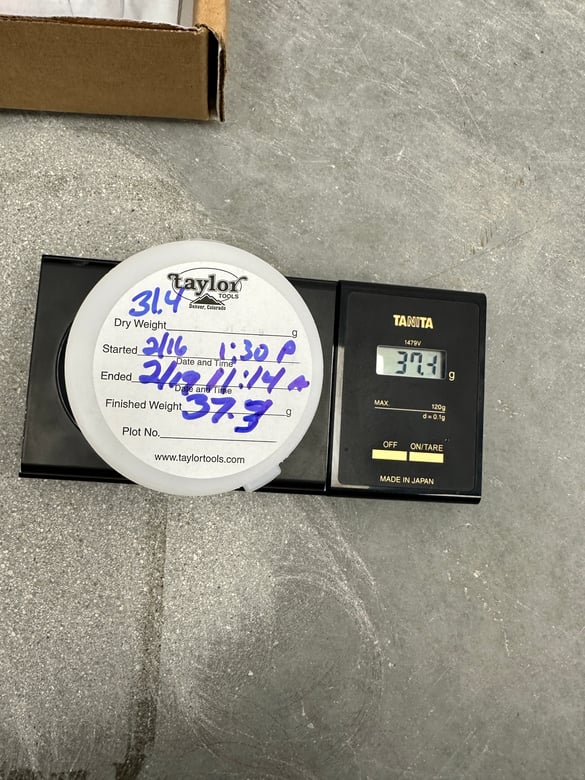 taylor
TOOLS
Denver, Colorado
31.4
Dry Weight g
Started 2/16 1:30 P
Date and Time
Ended 2/19 11:14 A
Date and Time
Finished Weight 37.3 g
Plot No.
www.taylortools.com
TANITA
1479V
37.4 g
MAX. 120g
d = 0.1g
OFF ON/TARE
MADE IN JAPAN